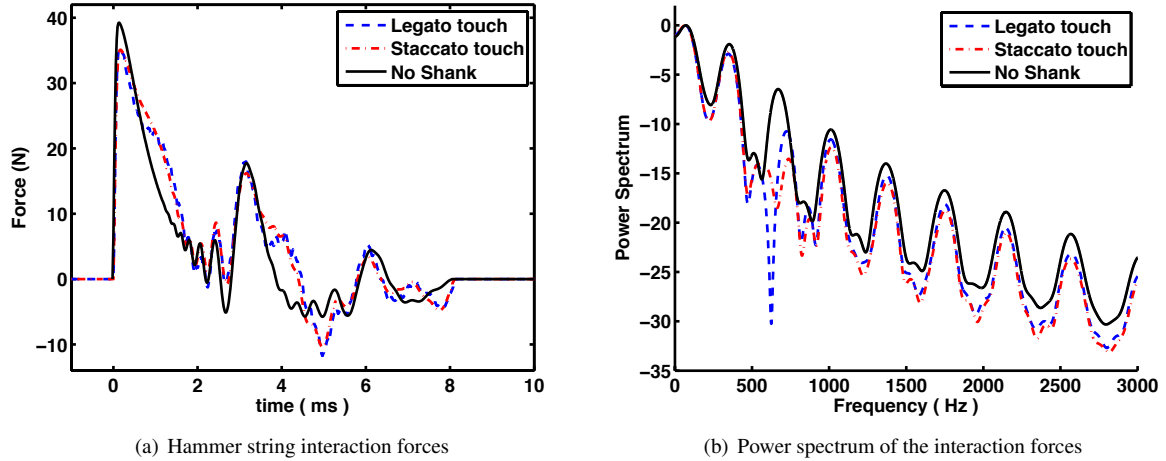 Legato touch
Staccato touch
No Shank
Force (N)
40
30
20
10
0
−10
0
2
4
6
8
10
time ( ms )
(a) Hammer string interaction forces
Legato touch
Staccato touch
No Shank
Power Spectrum
0
−5
−10
−15
−20
−25
−30
−35
0
500
1000
1500
2000
2500
3000
Frequency ( Hz )
(b) Power spectrum of the interaction forces